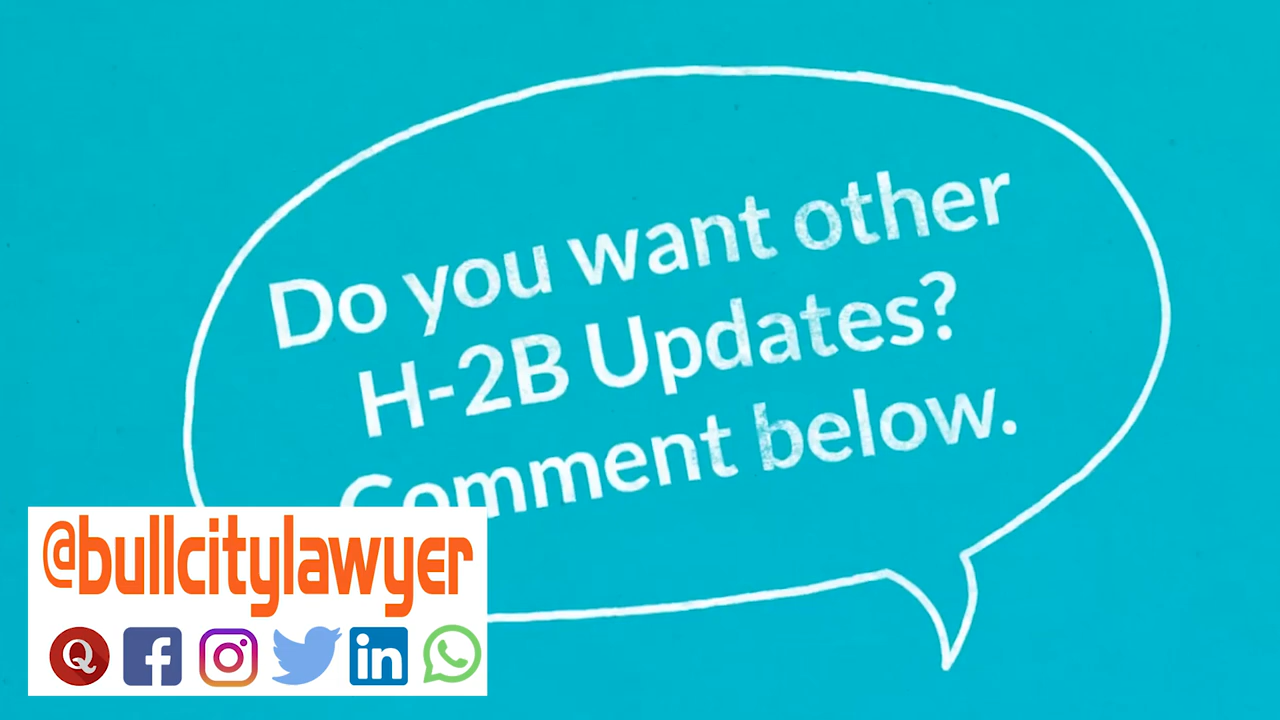 Do you want other
H-2B Updates?
Comment below.
@bullcitylawyer